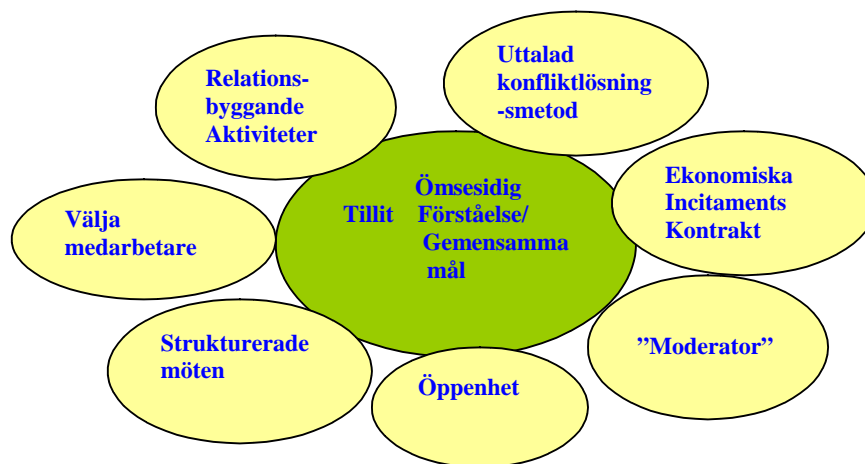 Relations-
byggande
Aktiviteter
Uttalad
konfliktlösning
-smetod
Ekonomiska
Incitaments
Kontrakt
Välja
medarbetare
Ömsesidig
Tillit Förståelse/
Gemensamma
mål
Strukturerade
möten
Öppenhet
”Moderator”